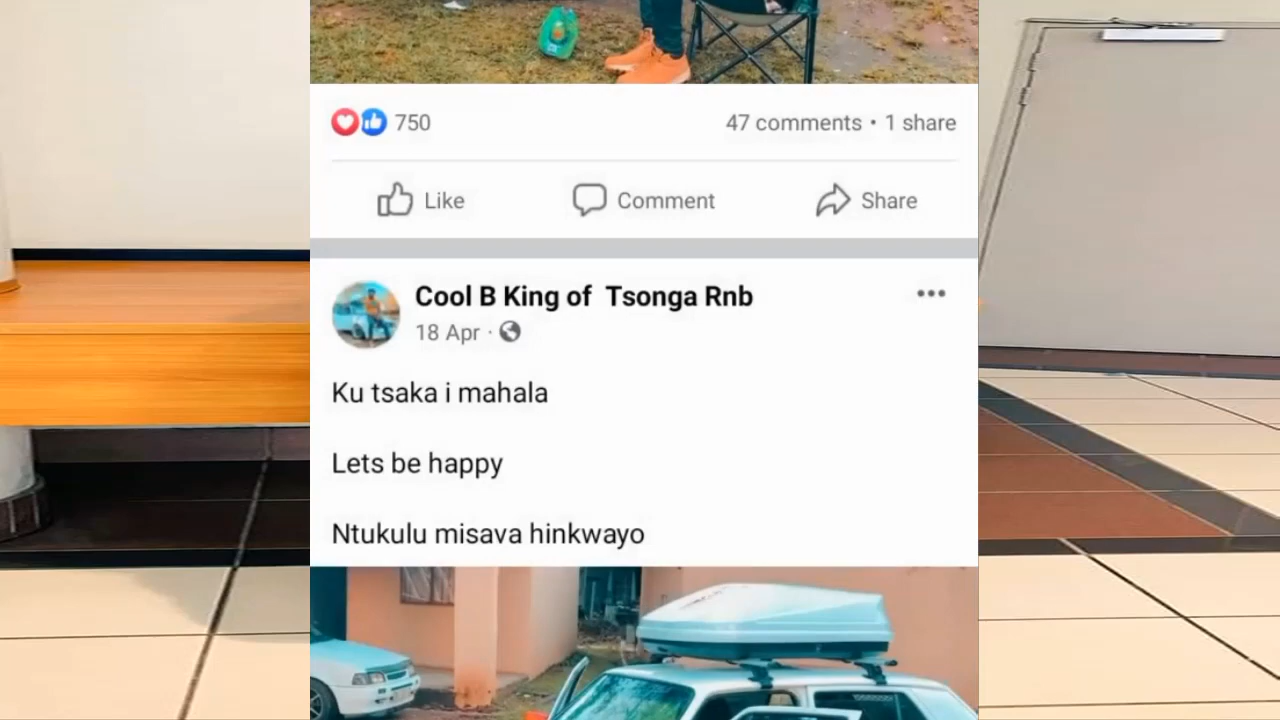 750
47 comments • 1 share
Like
Comment
Share
Cool B King of Tsonga Rnb
18 Apr ·
Ku tsaka i mahala
Lets be happy
Ntukulu misava hinkwayo